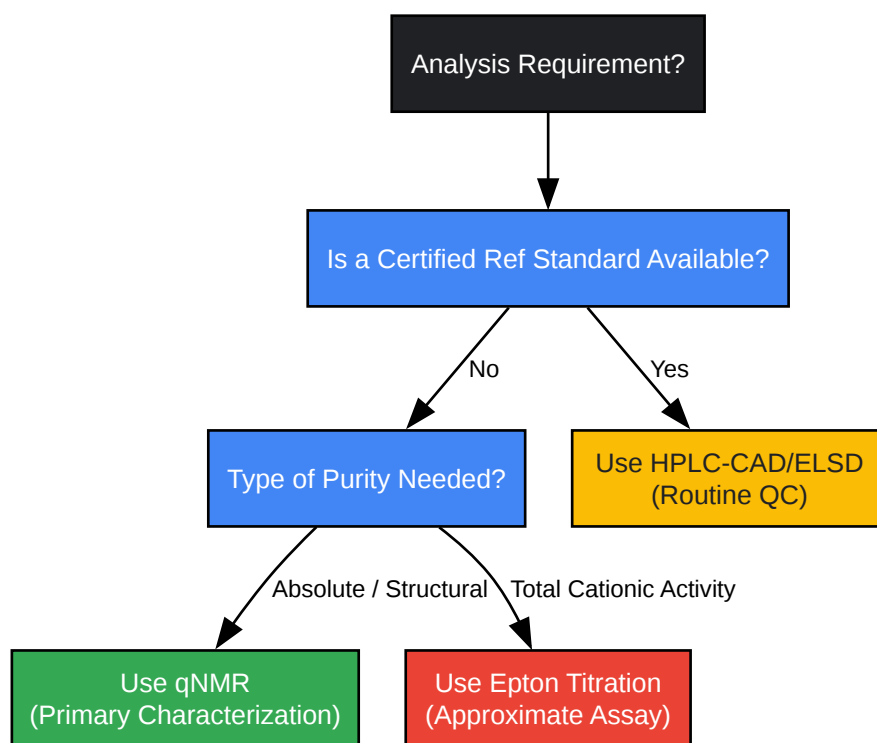 Analysis Requirement?
Is a Certified Ref Standard Available?
No
Yes
Type of Purity Needed?
Use HPLC-CAD/ELSD
(Routine QC)
Absolute / Structural
Total Cationic Activity
Use qNMR
(Primary Characterization)
Use Epton Titration
(Approximate Assay)